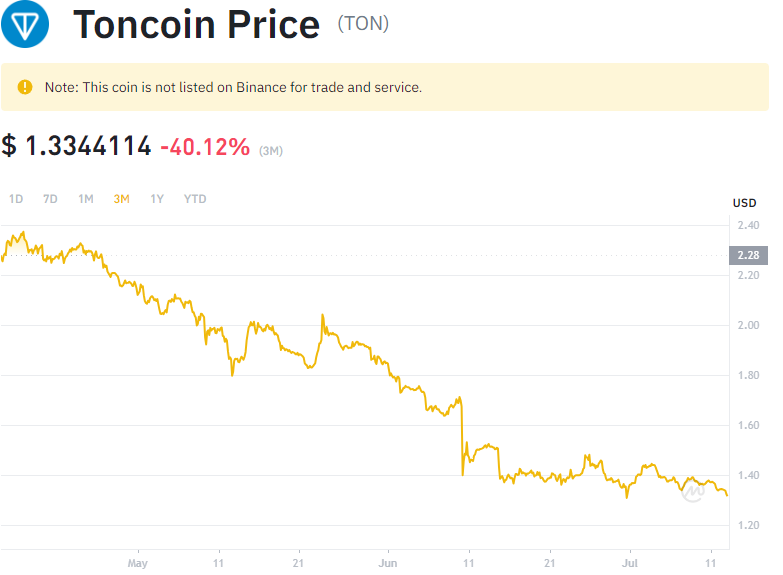 Toncoin Price (TON)
Note: This coin is not listed on Binance for trade and service.
$ 1.3344114 -40.12% (3M)
1D 7D 1M 3M 1Y YTD
USD
2.40
2.28
2.20
2.00
1.80
1.60
1.40
1.20
May 11 21 Jun 11 21 Jul 11